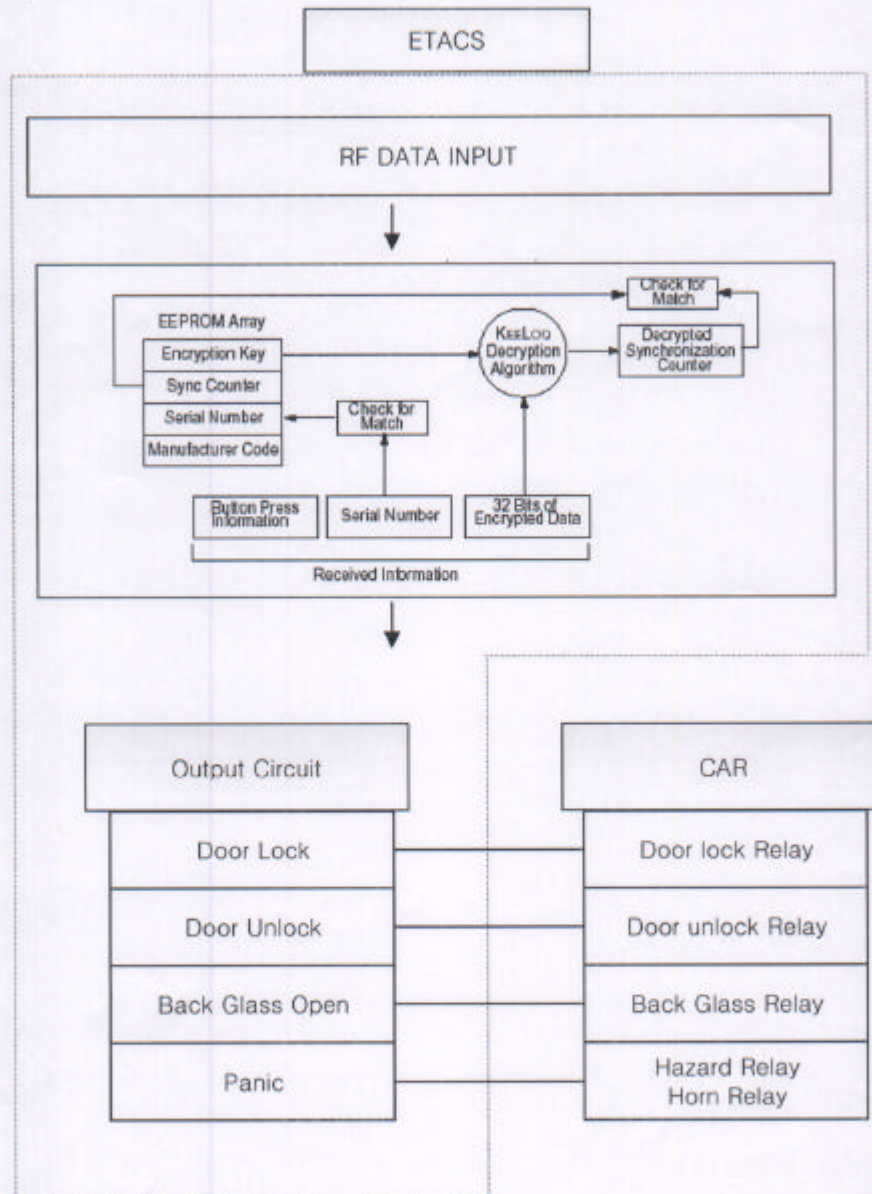 ETACS
RF DATA INPUT
Check for
Match
EEPROM Array
KEELOQ
Decryption
Algorithm
Decrypted
Synchronization
Counter
Encryption Key
Sync Counter
Serial Number
Manufacturer Code
Check for
Match
Button Press
Information
Serial Number
32 Bits of
Encrypted Data
Received Information
Output Circuit
CAR
Door Lock
Door lock Relay
Door Unlock
Door unlock Relay
Back Glass Open
Back Glass Relay
Panic
Hazard Relay
Horn Relay